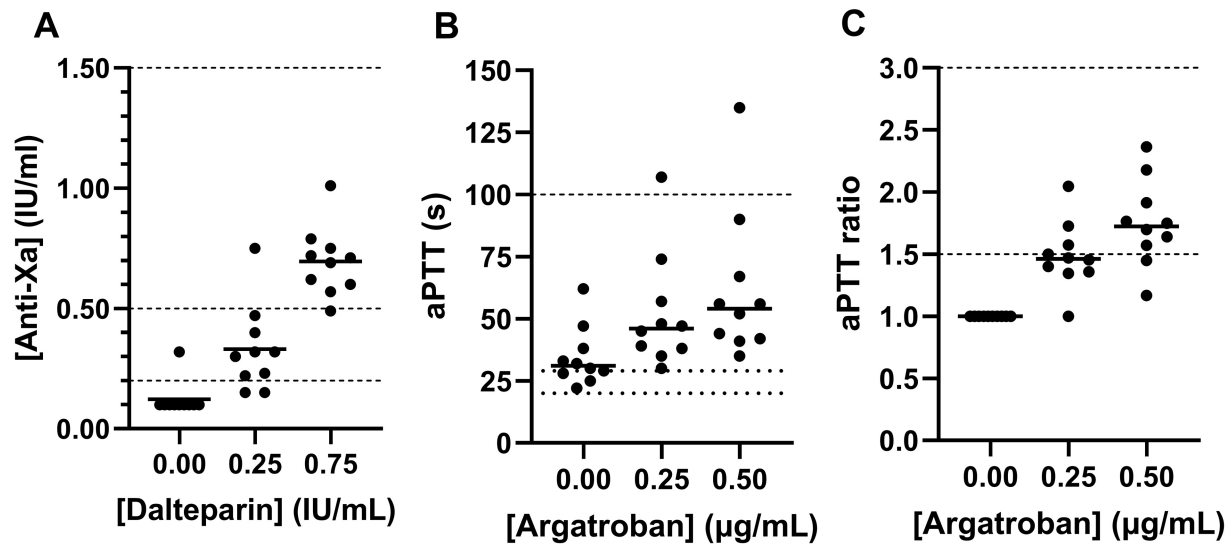 A
[Anti-Xa] (IU/ml)
1.50
1.00
0.50
0.00
0.00 0.25 0.75
[Dalteparin] (IU/mL)
B
aPTT (s)
150
125
100
75
50
25
0
0.00 0.25 0.50
[Argatroban] (μg/mL)
C
aPTT ratio
3.0
2.5
2.0
1.5
1.0
0.5
0.0
0.00 0.25 0.50
[Argatroban] (μg/mL)